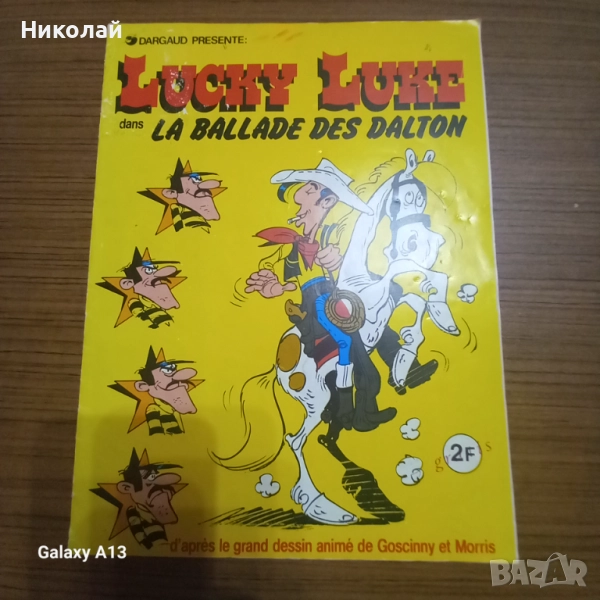 Николай
DARGAUD PRESENTE:
LUCKY LUKE
dans LA BALLADE DES DALTON
2F
d'après le grand dessin animé de Goscinny et Morris
Galaxy A13
BAZAR